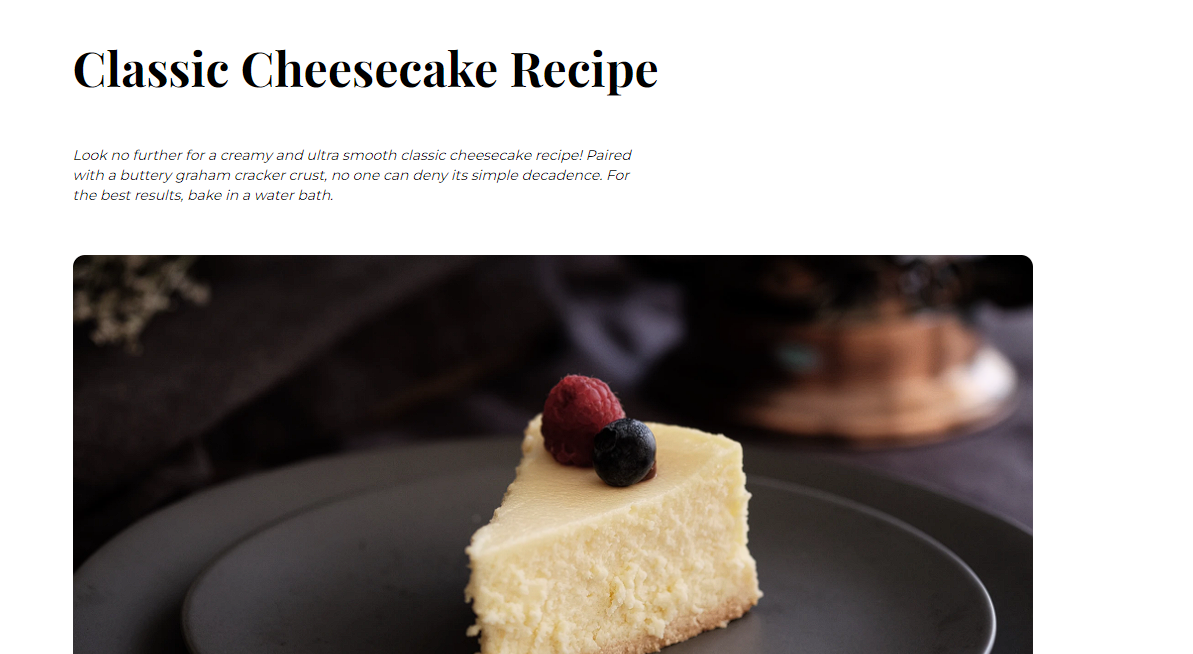 Classic Cheesecake Recipe
Look no further for a creamy and ultra smooth classic cheesecake recipe! Paired
with a buttery graham cracker crust, no one can deny its simple decadence. For
the best results, bake in a water bath.